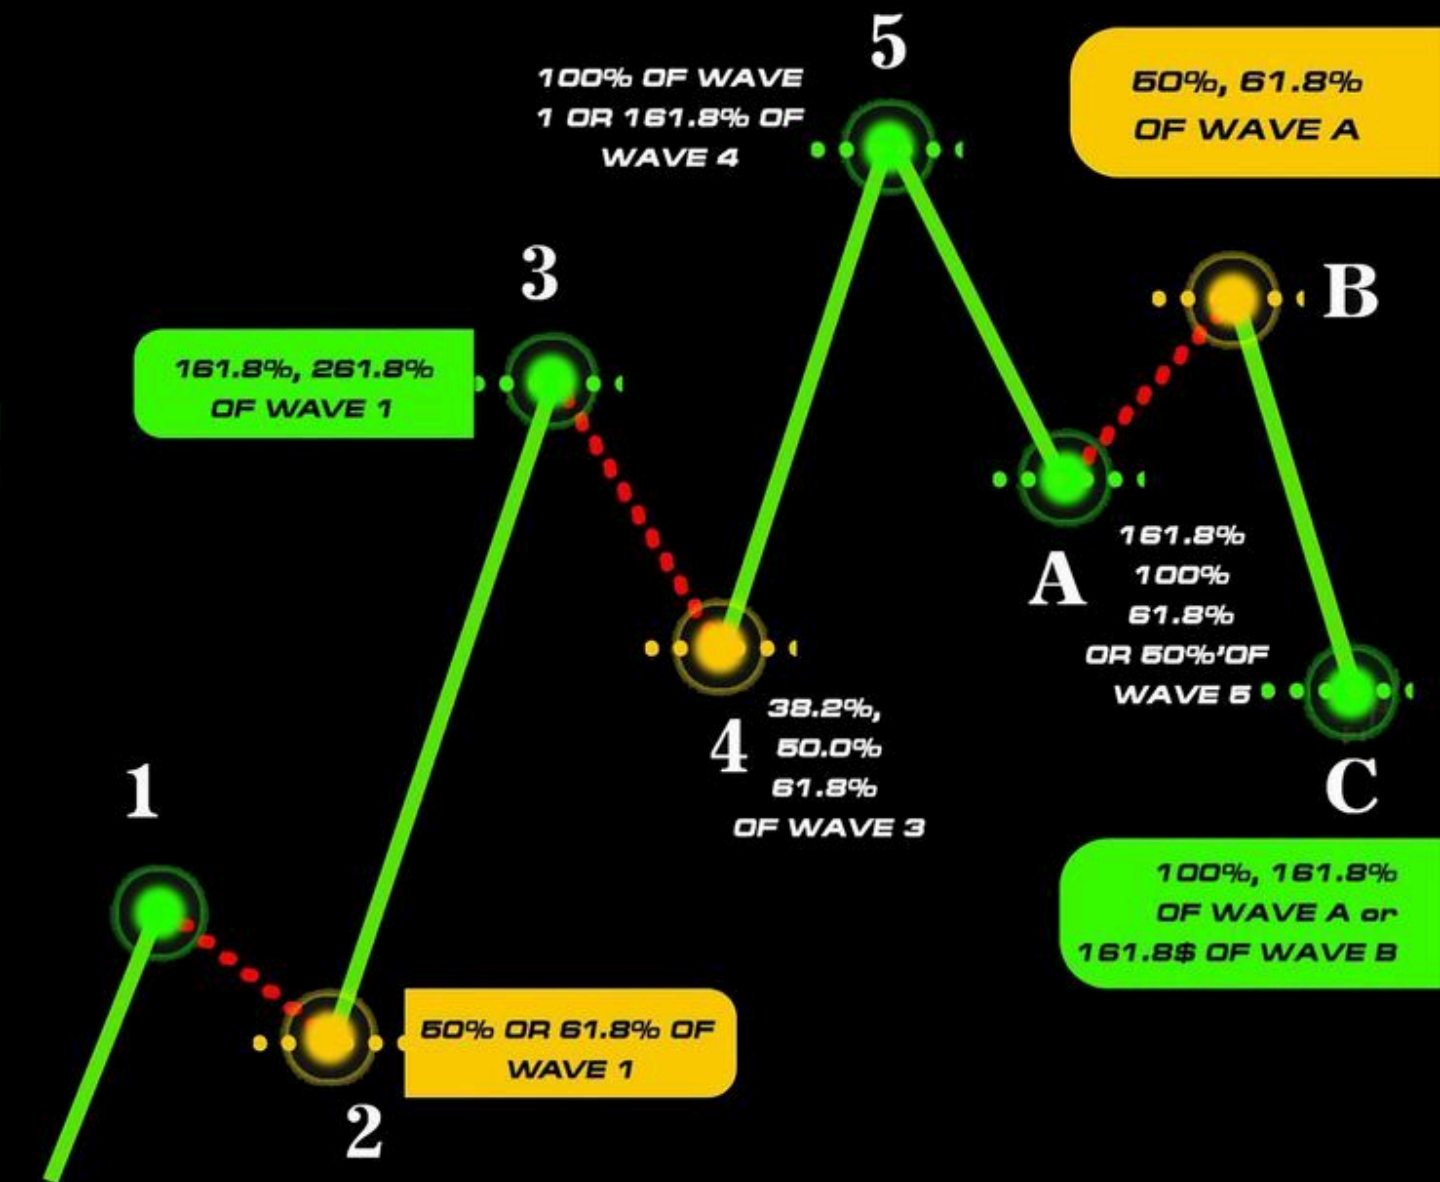 5
100% OF WAVE
1 OR 161.8% OF
WAVE 4
50%, 61.8%
OF WAVE A
3
B
161.8%, 261.8%
OF WAVE 1
A
161.8%
100%
61.8%
OR 50%'OF
WAVE 5
4
38.2%,
50.0%
61.8%
OF WAVE 3
1
C
100%, 161.8%
OF WAVE A or
161.8$ OF WAVE B
50% OR 61.8% OF
WAVE 1
2